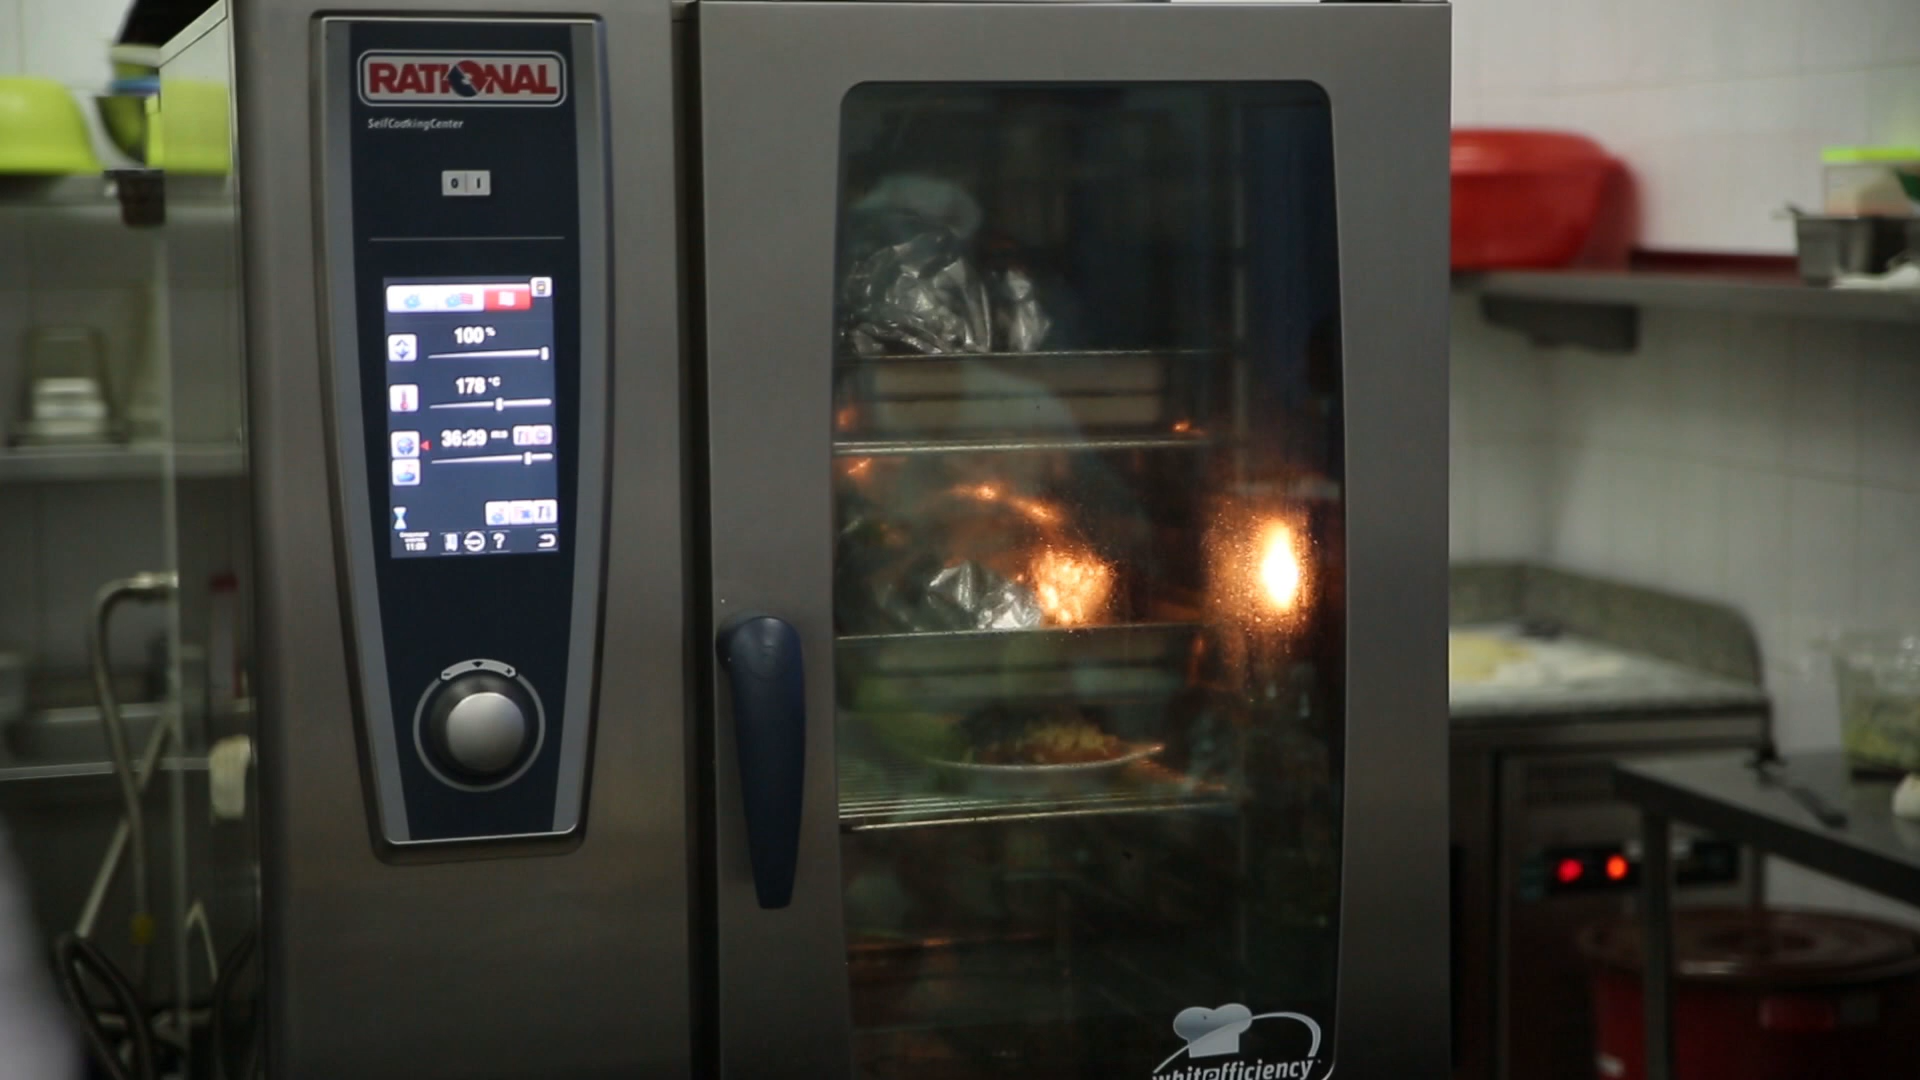 RATIONAL
SelfCookingCenter
0 I
100 %
178 °C
36:29 m:s
?
whitefficiency